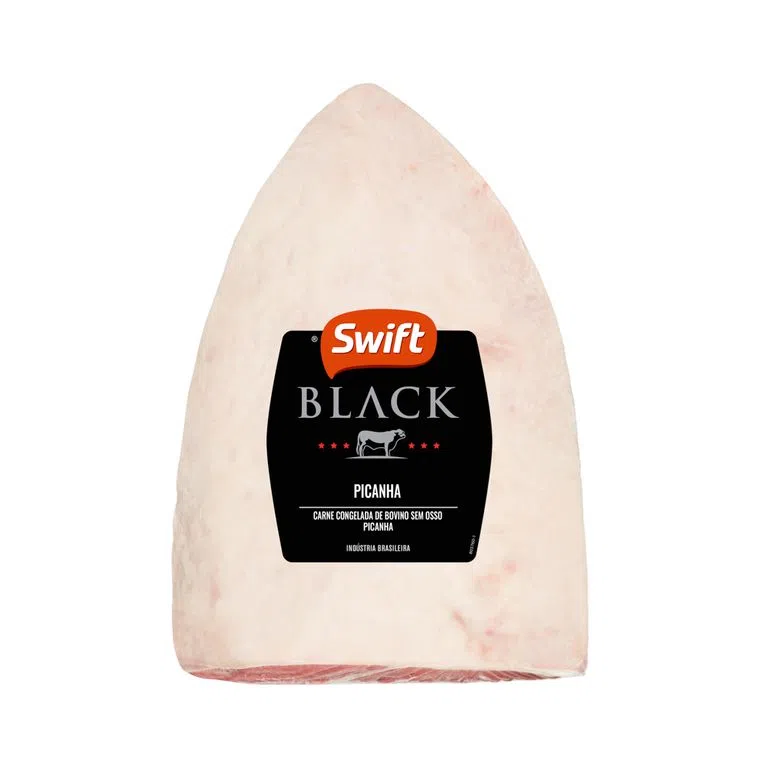 Swift
®
BLACK
PICANHA
CARNE CONGELADA DE BOVINO SEM OSSO
PICANHA
INDÚSTRIA BRASILEIRA